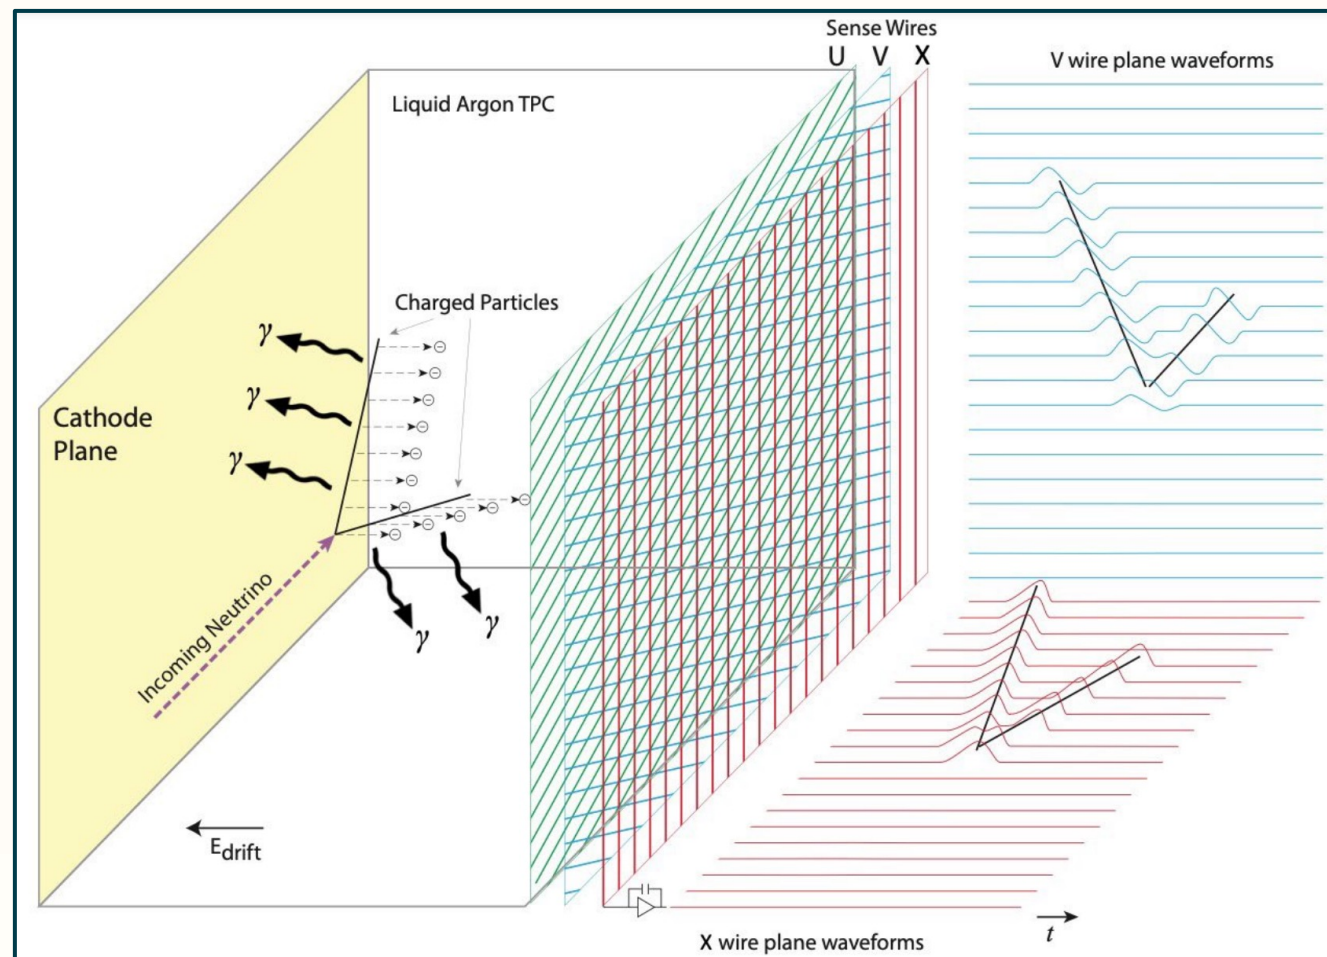 Sense Wires
U V X
V wire plane waveforms
Liquid Argon TPC
Charged Particles
γ
γ
γ
Cathode
Plane
γ
γ
Incoming Neutrino
Edrift
t
X wire plane waveforms